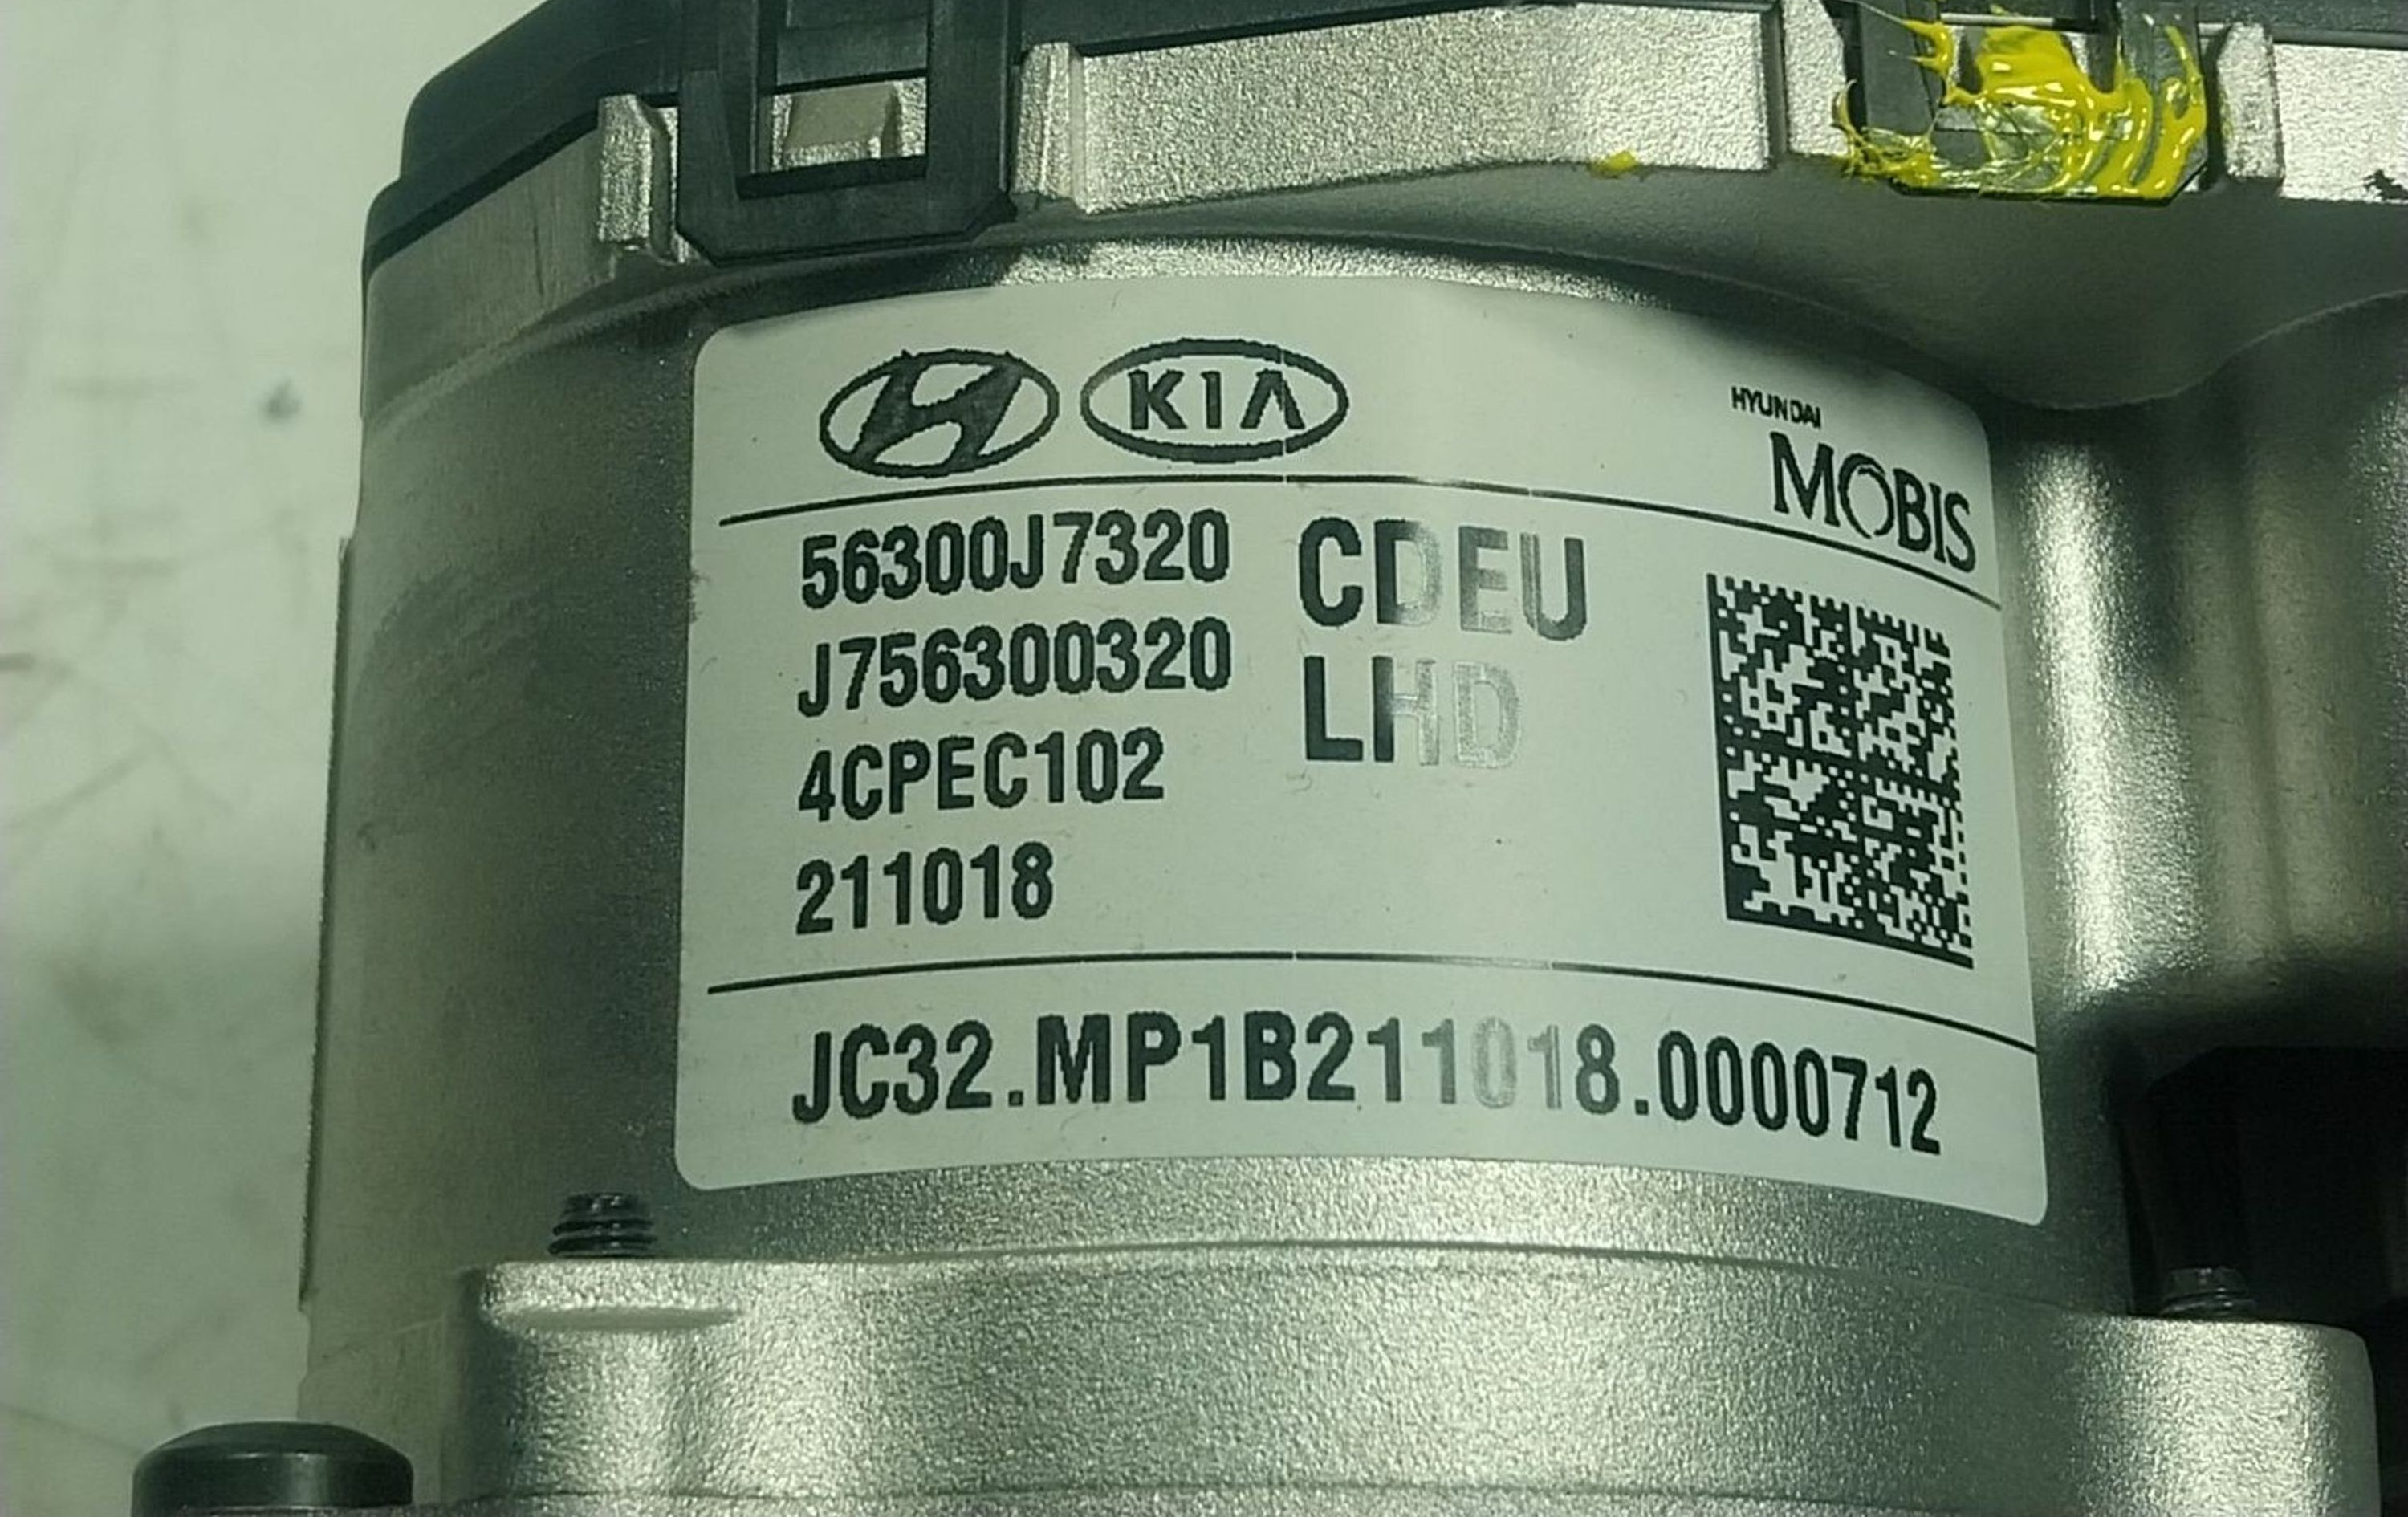 KIA
HYUNDAI
MOBIS
56300J7320 CDEU
J756300320 LHD
4CPEC102
211018
JC32.MP1B211018.0000712